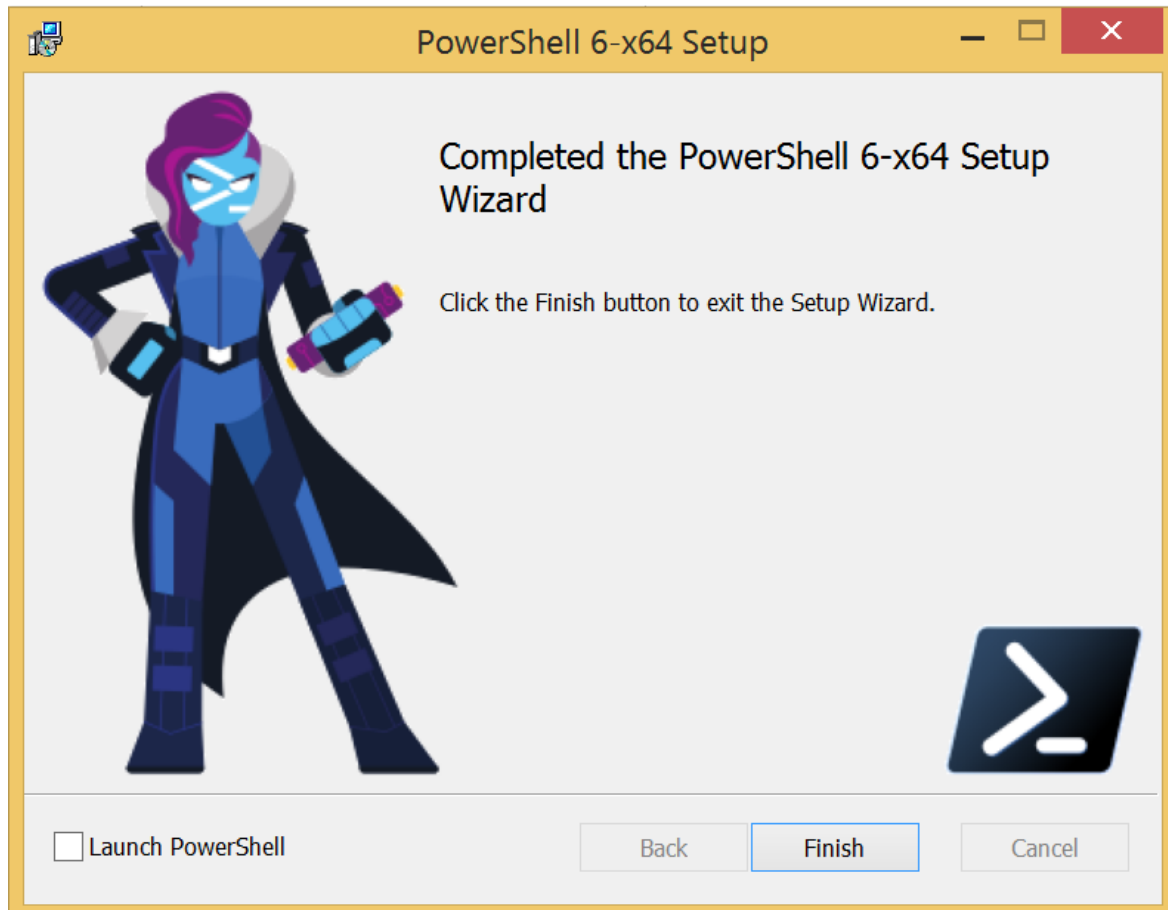 PowerShell 6-x64 Setup
Completed the PowerShell 6-x64 Setup
Wizard
Click the Finish button to exit the Setup Wizard.
Launch PowerShell
Back
Finish
Cancel